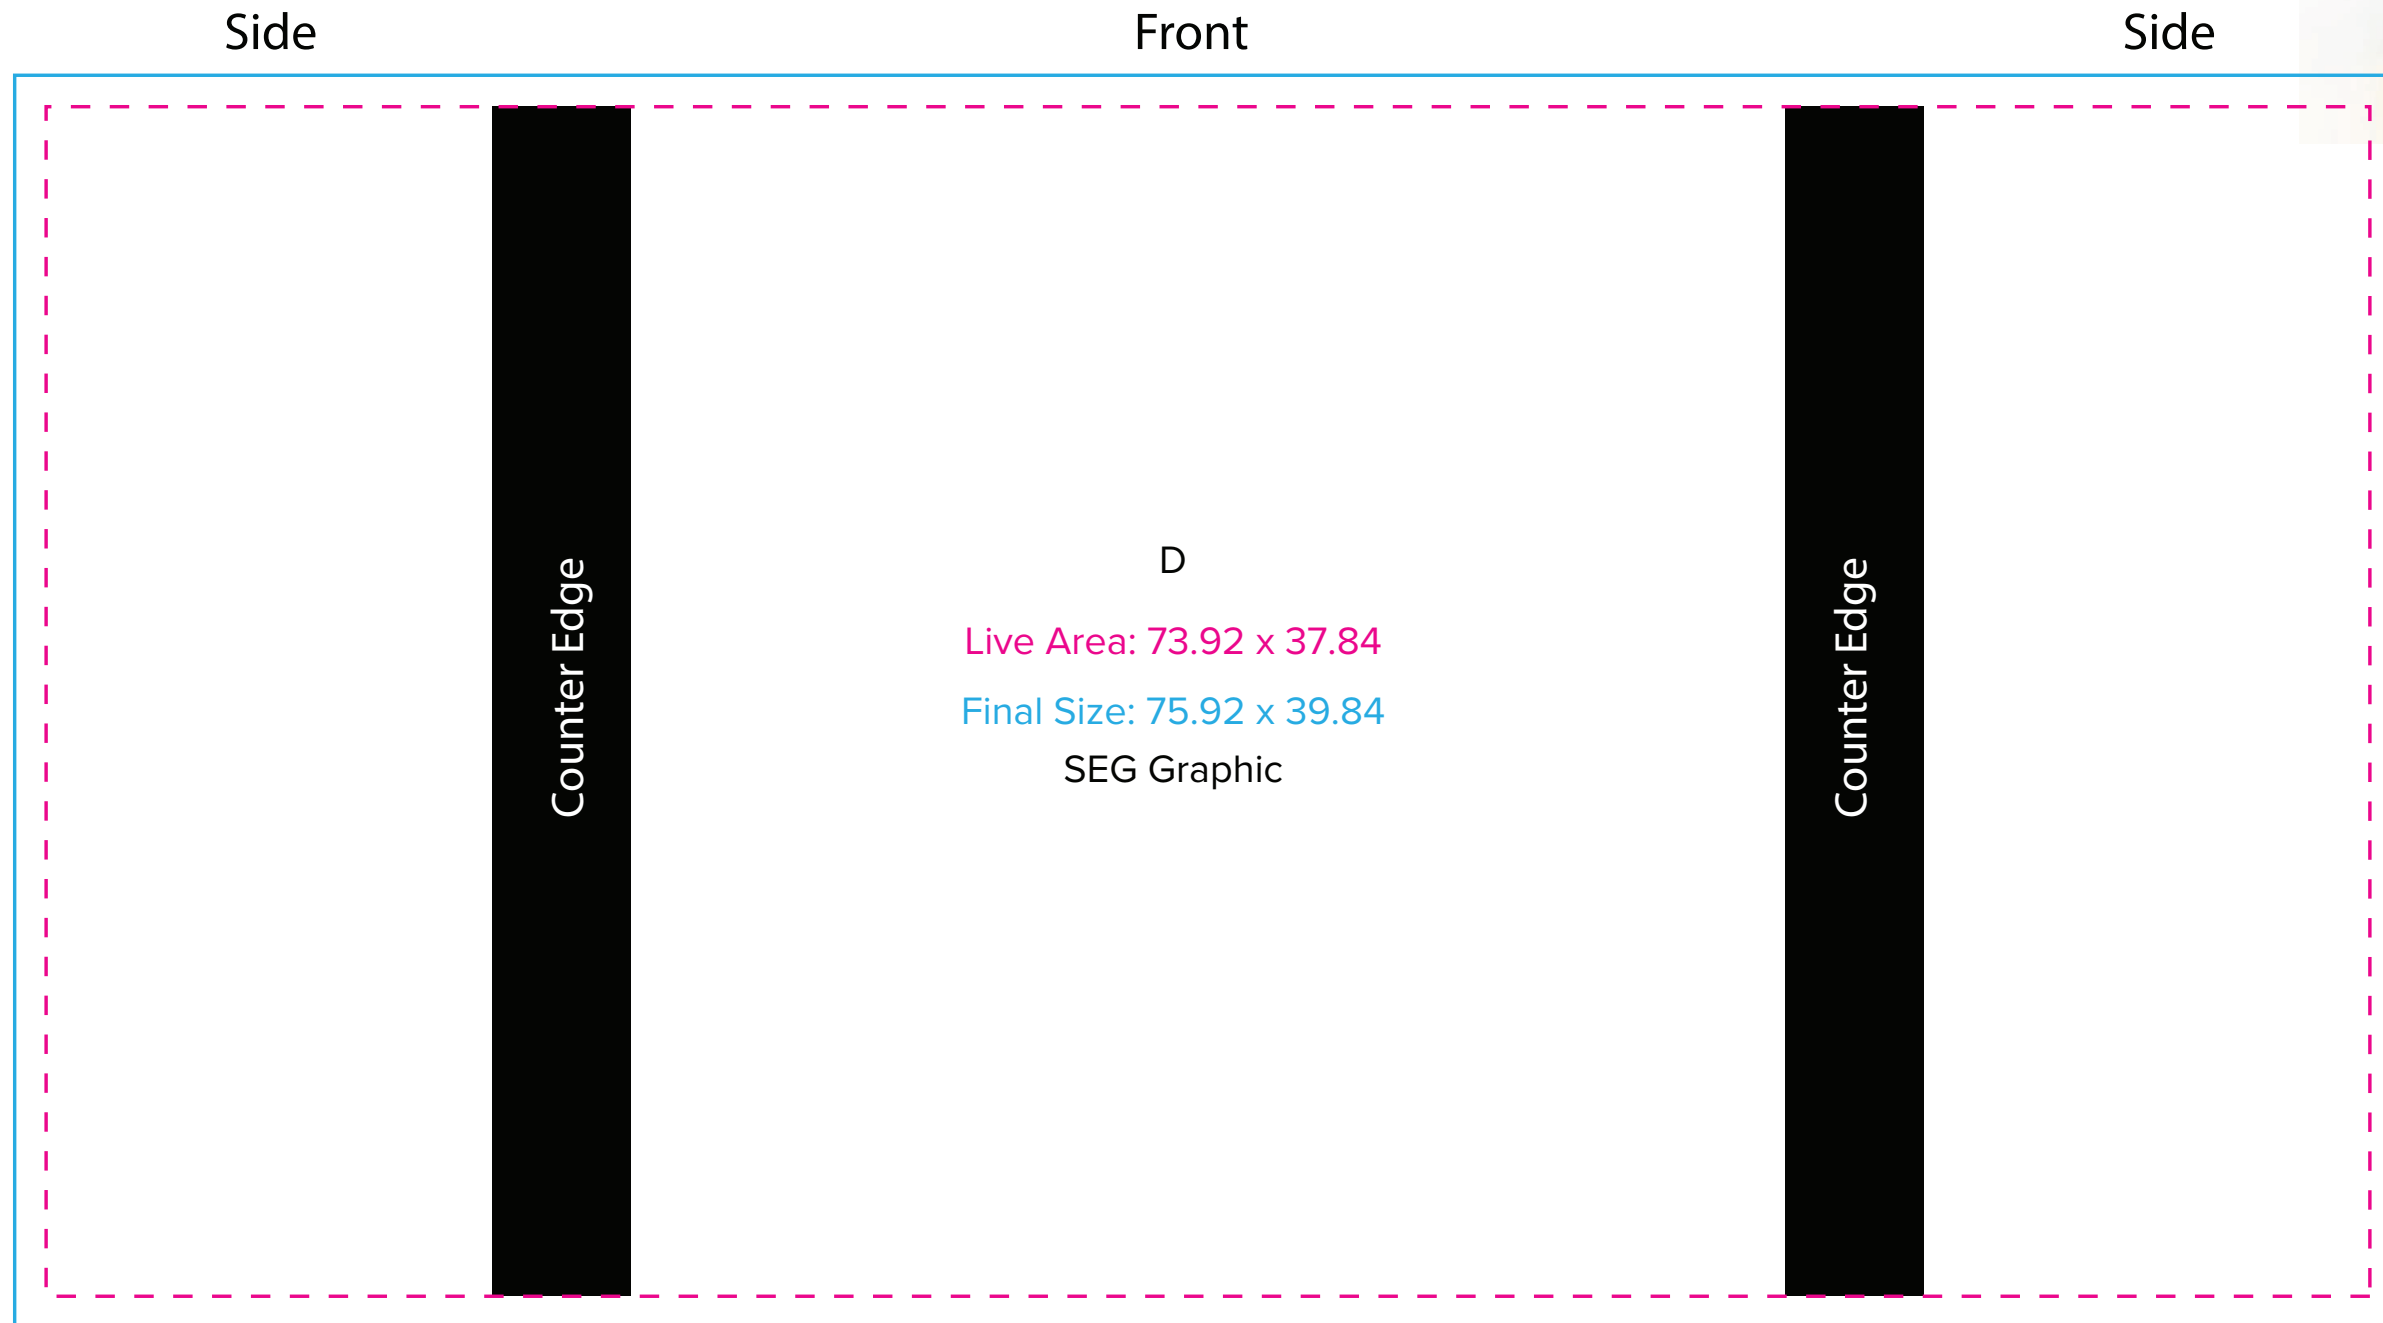 Side
Front
Side
Counter Edge
D
Live Area: 73.92 x 37.84
Final Size: 75.92 x 39.84
SEG Graphic
Counter Edge